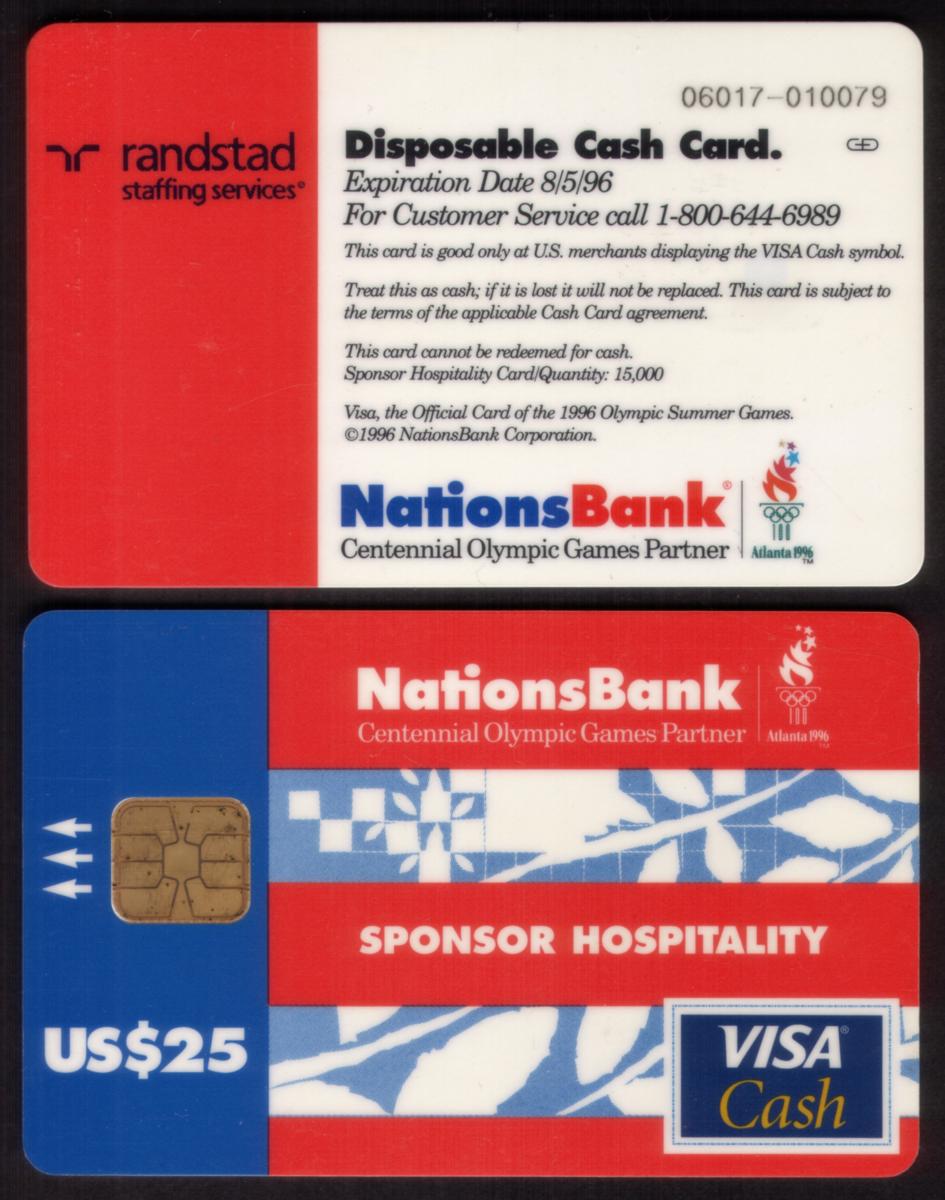 06017-010079
randstad
staffing services®
Disposable Cash Card.
Expiration Date 8/5/96
For Customer Service call 1-800-644-6989
This card is good only at U.S. merchants displaying the VISA Cash symbol.
Treat this as cash; if it is lost it will not be replaced. This card is subject to
the terms of the applicable Cash Card agreement.
This card cannot be redeemed for cash.
Sponsor Hospitality Card/Quantity: 15,000
Visa, the Official Card of the 1996 Olympic Summer Games.
©1996 NationsBank Corporation.
NationsBank®
Centennial Olympic Games Partner
Atlanta 1996
TM
NationsBank®
Centennial Olympic Games Partner
Atlanta 1996
TM
SPONSOR HOSPITALITY
US$25
VISA®
Cash